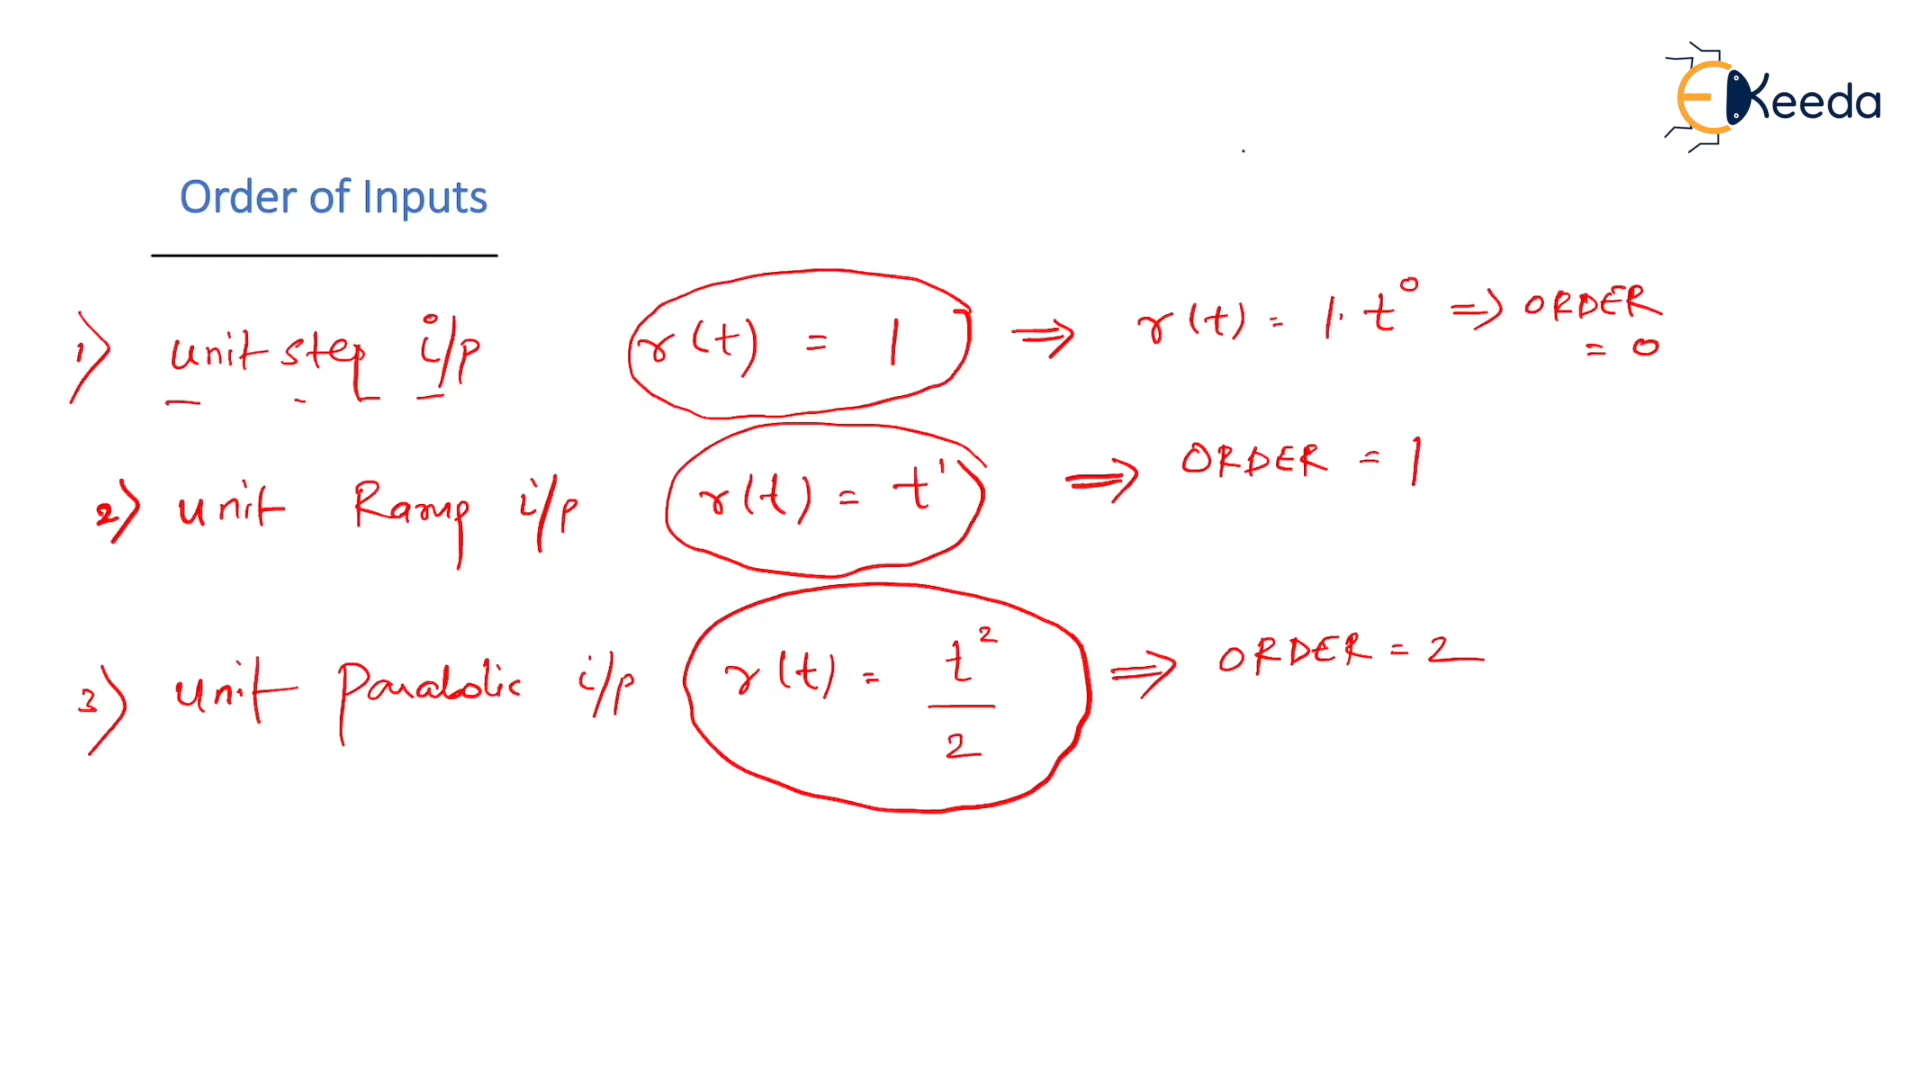 EKeeda
Order of Inputs
1) unit step i/p r(t) = 1 ⇒ r(t) = 1. t⁰ ⇒ ORDER
= 0
2) unit Ramp i/p r(t) = t¹ ⇒ ORDER = 1
3) unit Parabolic i/p r(t) = t²/2 ⇒ ORDER = 2